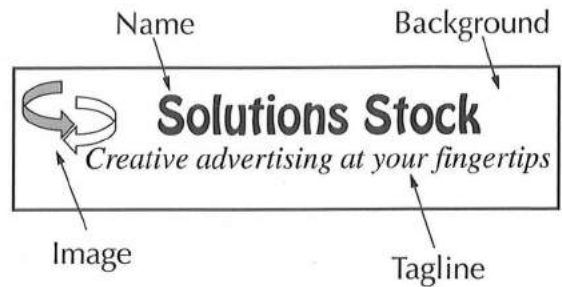 Name
Background
Solutions Stock
Creative advertising at your fingertips
Image
Tagline